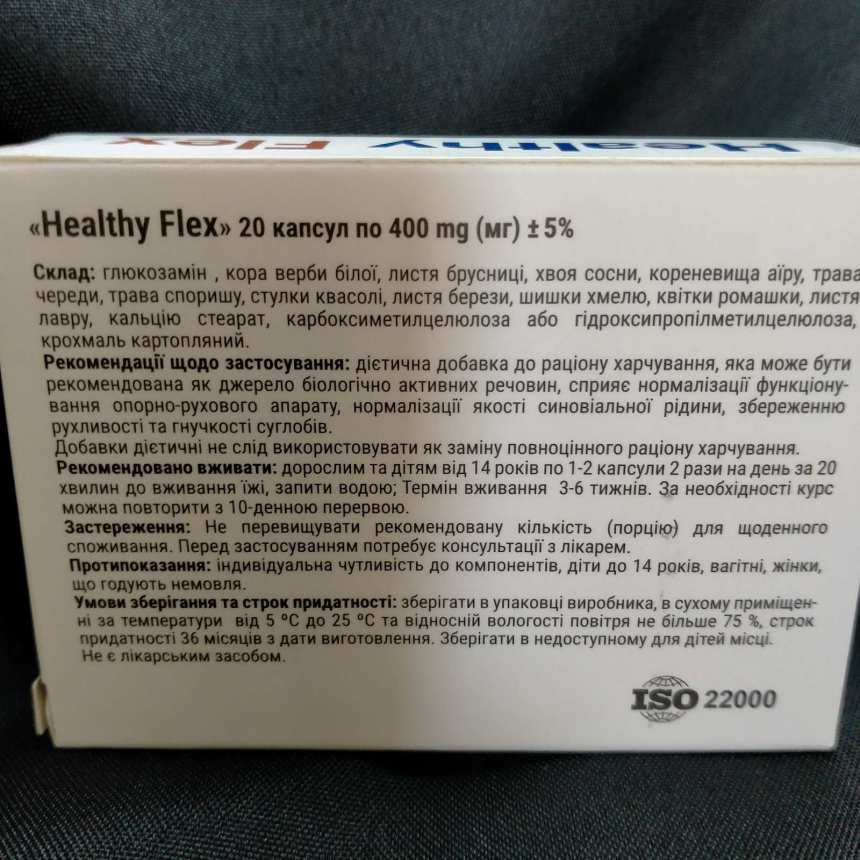 Healthy Flex
«Healthy Flex» 20 капсул по 400 mg (мг) ± 5%
Склад: глюкозамін , кора верби білої, листя брусниці, хвоя сосни, кореневища аїру, трава
череди, трава споришу, стулки квасолі, листя берези, шишки хмелю, квітки ромашки, листя
лавру, кальцію стеарат, карбоксиметилцелюлоза або гідроксипропілметилцелюлоза,
крохмаль картопляний.
Рекомендації щодо застосування: дієтична добавка до раціону харчування, яка може бути
рекомендована як джерело біологічно активних речовин, сприяє нормалізації функціону-
вання опорно-рухового апарату, нормалізації якості синовіальної рідини, збереженню
рухливості та гнучкості суглобів.
Добавки дієтичні не слід використовувати як заміну повноцінного раціону харчування.
Рекомендовано вживати: дорослим та дітям від 14 років по 1-2 капсули 2 рази на день за 20
хвилин до вживання їжі, запити водою; Термін вживання 3-6 тижнів. За необхідності курс
можна повторити з 10-денною перервою.
Застереження: Не перевищувати рекомендовану кількість (порцію) для щоденного
споживання. Перед застосуванням потребує консультації з лікарем.
Протипоказання: індивідуальна чутливість до компонентів, діти до 14 років, вагітні, жінки,
що годують немовля.
Умови зберігання та строк придатності: зберігати в упаковці виробника, в сухому приміщен-
ні за температури від 5 ºС до 25 ºС та відносній вологості повітря не більше 75 %, строк
придатності 36 місяців з дати виготовлення. Зберігати в недоступному для дітей місці.
Не є лікарським засобом.
ISO 22000